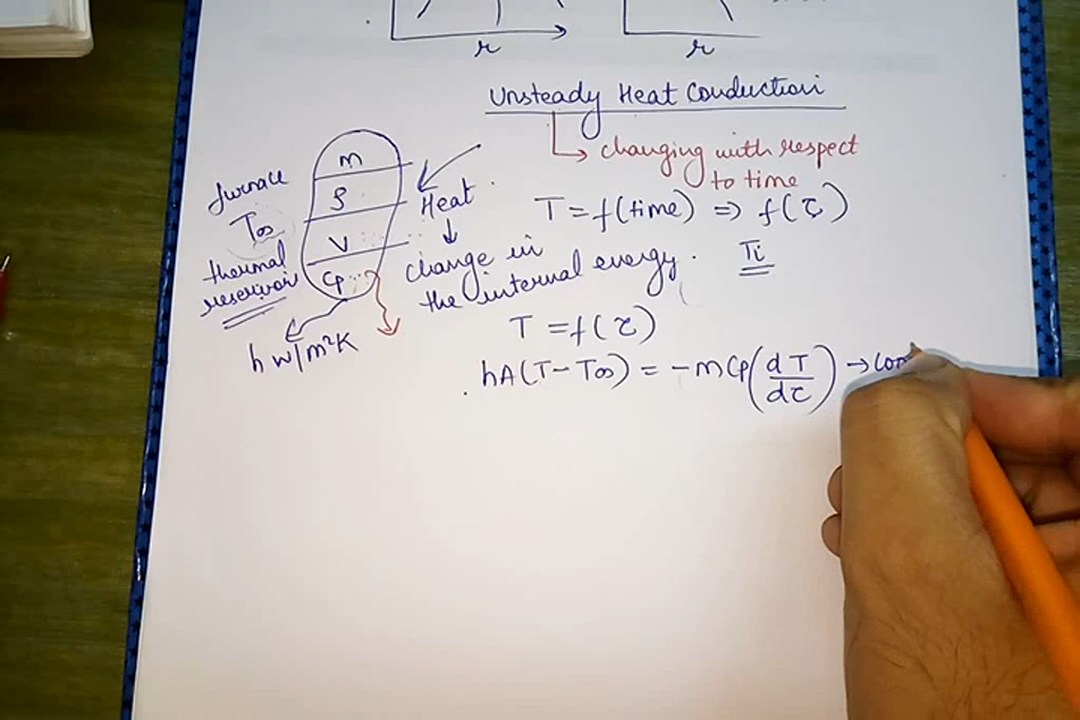 r r
Unsteady Heat Conduction
changing with respect
to time
furnace
T∞
thermal
reservoir
m
ρ
V
Cp
h W/m²K
Heat
change in
the internal energy.
T = f(time) ⇒ f(τ)
Ti
T = f(τ)
hA(T - T∞) = -mCp(dT/dτ) →